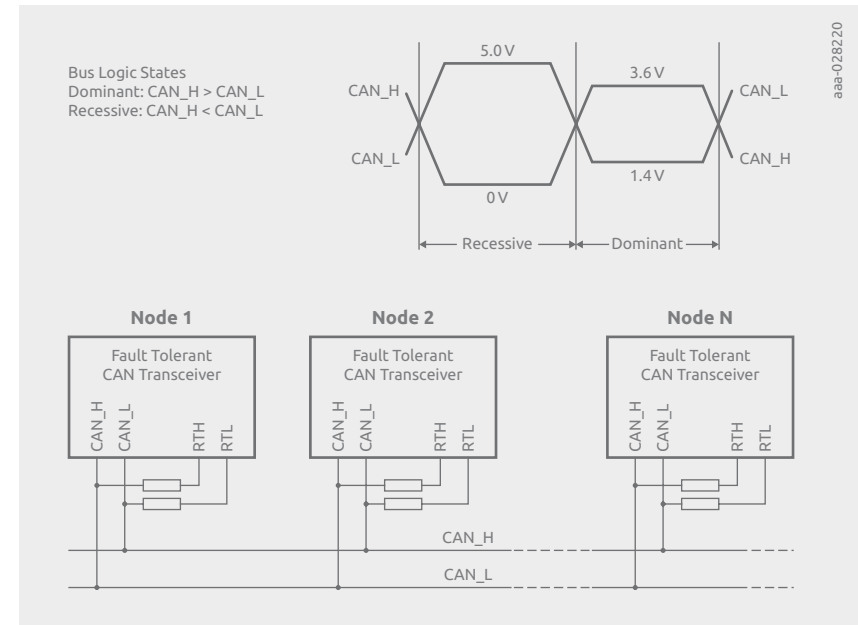 aaa-028220
Bus Logic States
Dominant: CAN_H > CAN_L
Recessive: CAN_H < CAN_L
5.0 V
3.6 V
CAN_H
CAN_L
CAN_L
CAN_H
1.4 V
0 V
Recessive
Dominant
Node 1
Node 2
Node N
Fault Tolerant
CAN Transceiver
CAN_H
CAN_L
RTH
RTL
Fault Tolerant
CAN Transceiver
CAN_H
CAN_L
RTH
RTL
Fault Tolerant
CAN Transceiver
CAN_H
CAN_L
RTH
RTL
CAN_H
CAN_L